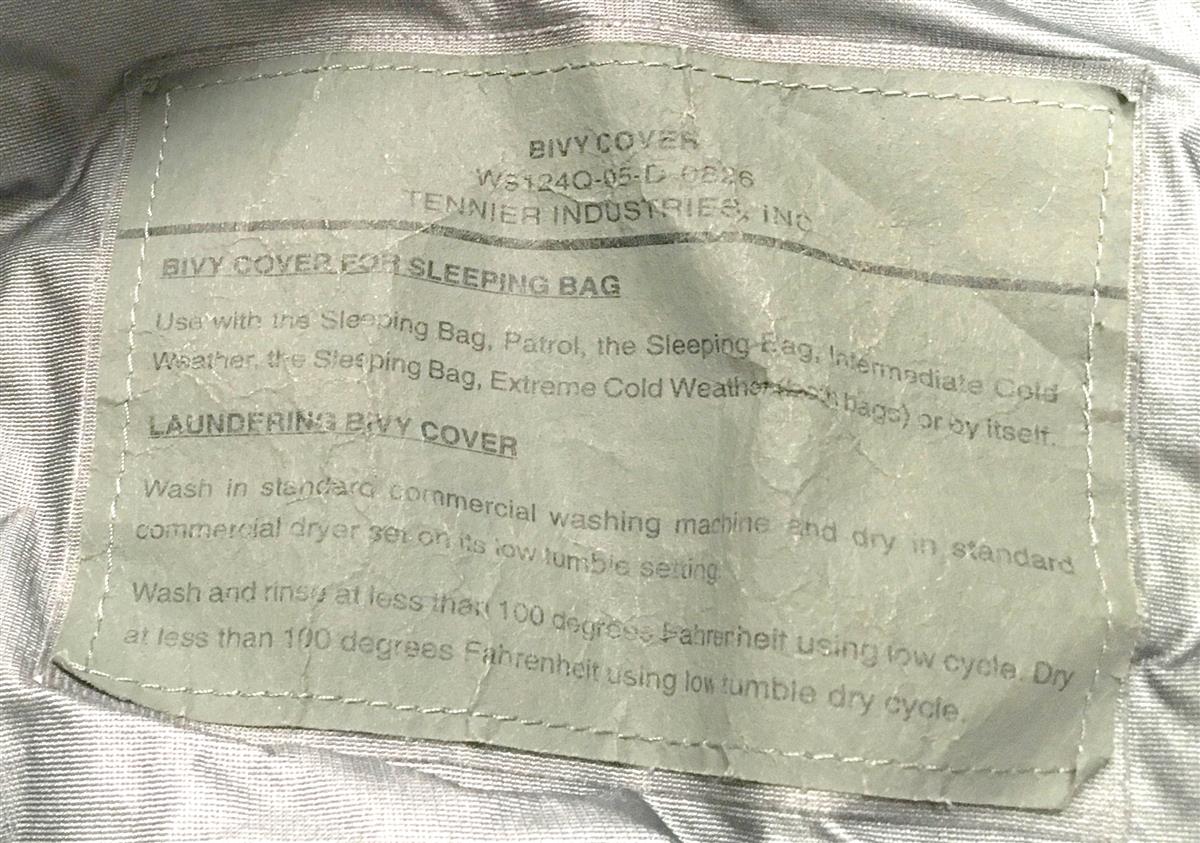 BIVY COVER
W9124Q-05-D-0826
TENNIER INDUSTRIES, INC
BIVY COVER FOR SLEEPING BAG
Use with the Sleeping Bag, Patrol, the Sleeping Bag, Intermediate Cold
Weather, the Sleeping Bag, Extreme Cold Weather bags) or by itself.
LAUNDERING BIVY COVER
Wash in standard commercial washing machine and dry in standard
commercial dryer set on its low tumble setting.
Wash and rinse at less than 100 degrees Fahrenheit using low cycle. Dry
at less than 100 degrees Fahrenheit using low tumble dry cycle.